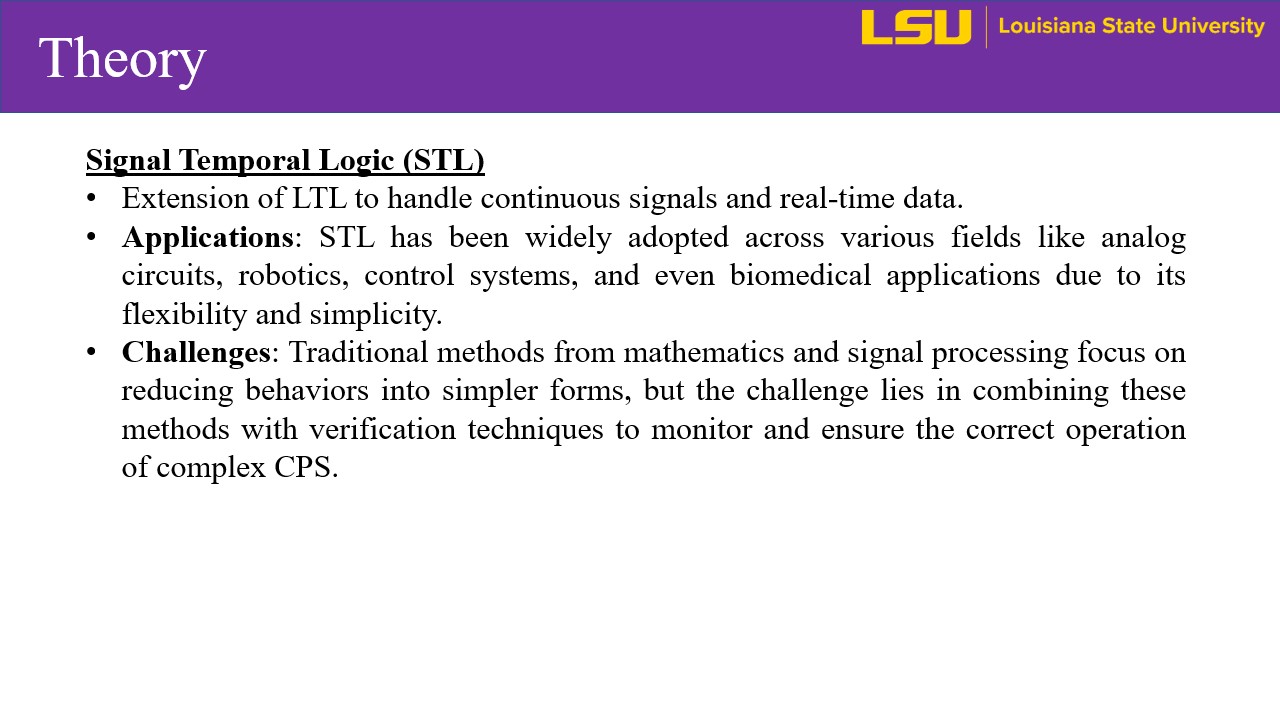 Theory
LSU
Louisiana State University
Signal Temporal Logic (STL)
• Extension of LTL to handle continuous signals and real-time data.
• Applications: STL has been widely adopted across various fields like analog
circuits, robotics, control systems, and even biomedical applications due to its
flexibility and simplicity.
• Challenges: Traditional methods from mathematics and signal processing focus on
reducing behaviors into simpler forms, but the challenge lies in combining these
methods with verification techniques to monitor and ensure the correct operation
of complex CPS.